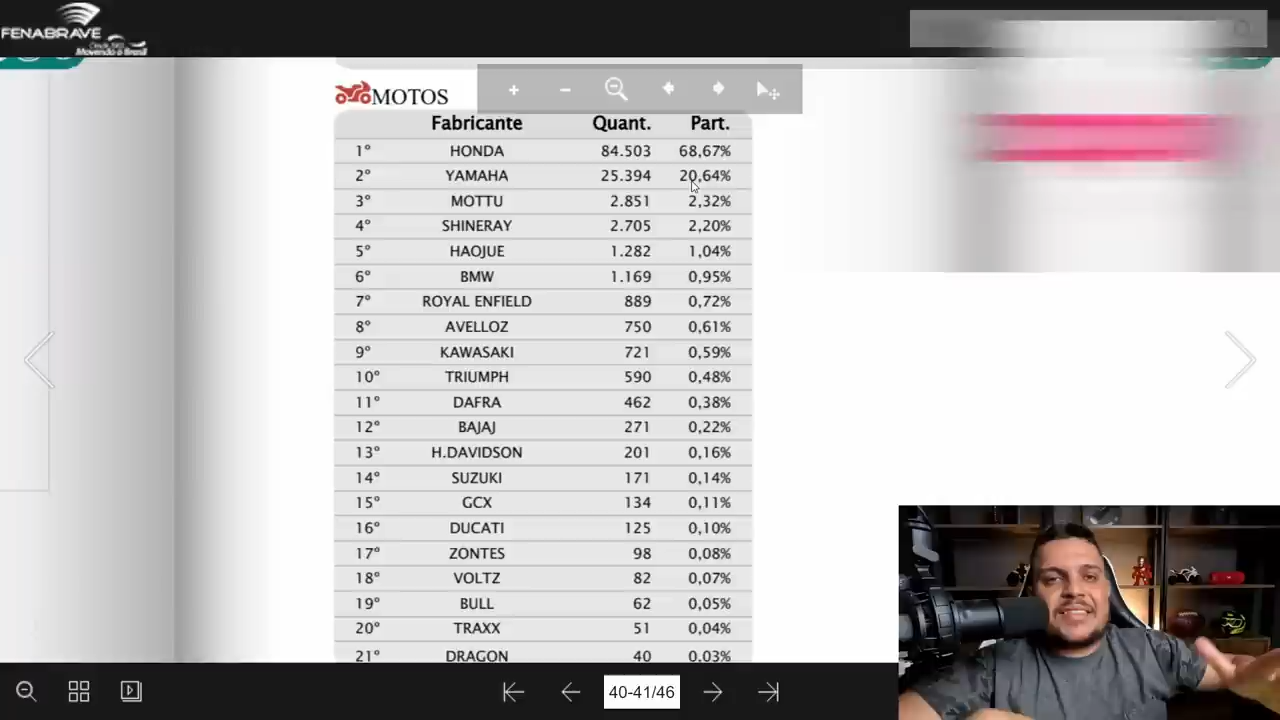 FENABRAVE
Desde 1965
Movendo o Brasil
MOTOS
Fabricante Quant. Part.
1º HONDA 84.503 68,67%
2º YAMAHA 25.394 20,64%
3º MOTTU 2.851 2,32%
4º SHINERAY 2.705 2,20%
5º HAOJUE 1.282 1,04%
6º BMW 1.169 0,95%
7º ROYAL ENFIELD 889 0,72%
8º AVELLOZ 750 0,61%
9º KAWASAKI 721 0,59%
10º TRIUMPH 590 0,48%
11º DAFRA 462 0,38%
12º BAJAJ 271 0,22%
13º H.DAVIDSON 201 0,16%
14º SUZUKI 171 0,14%
15º GCX 134 0,11%
16º DUCATI 125 0,10%
17º ZONTES 98 0,08%
18º VOLTZ 82 0,07%
19º BULL 62 0,05%
20º TRAXX 51 0,04%
21º DRAGON 40 0,03%
40-41/46